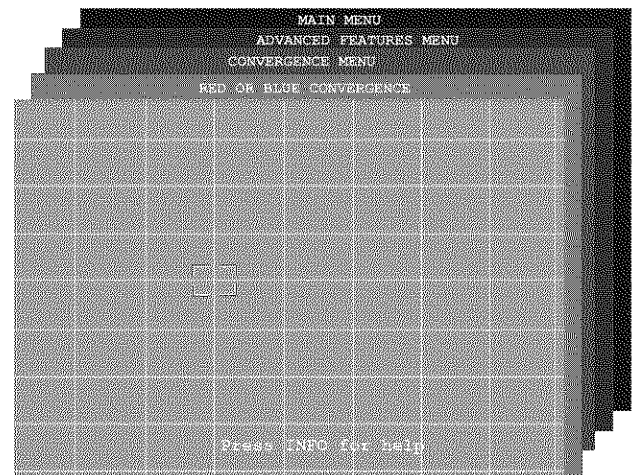 MAIN MENU
ADVANCED FEATURES MENU
CONVERGENCE MENU
RED OR BLUE CONVERGENCE
Press INFO for help